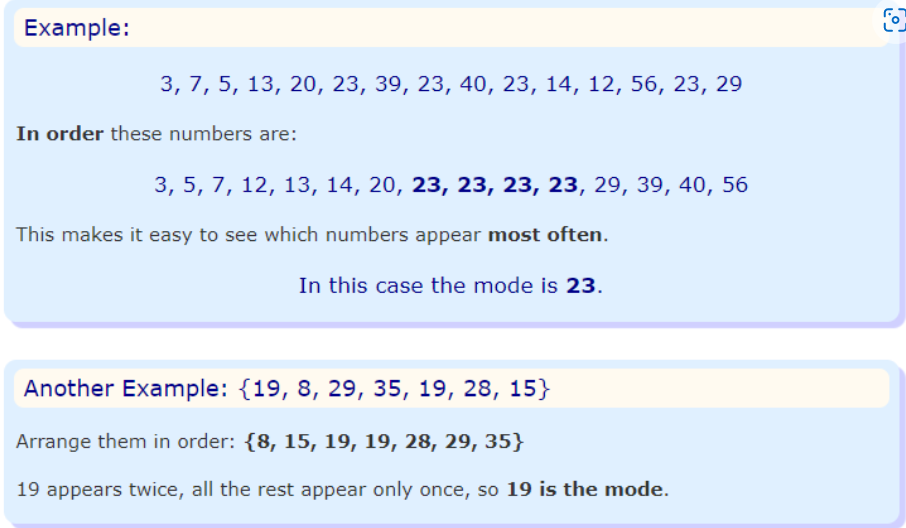 Example:
3, 7, 5, 13, 20, 23, 39, 23, 40, 23, 14, 12, 56, 23, 29
In order these numbers are:
3, 5, 7, 12, 13, 14, 20, 23, 23, 23, 23, 29, 39, 40, 56
This makes it easy to see which numbers appear most often.
In this case the mode is 23.
Another Example: {19, 8, 29, 35, 19, 28, 15}
Arrange them in order: {8, 15, 19, 19, 28, 29, 35}
19 appears twice, all the rest appear only once, so 19 is the mode.